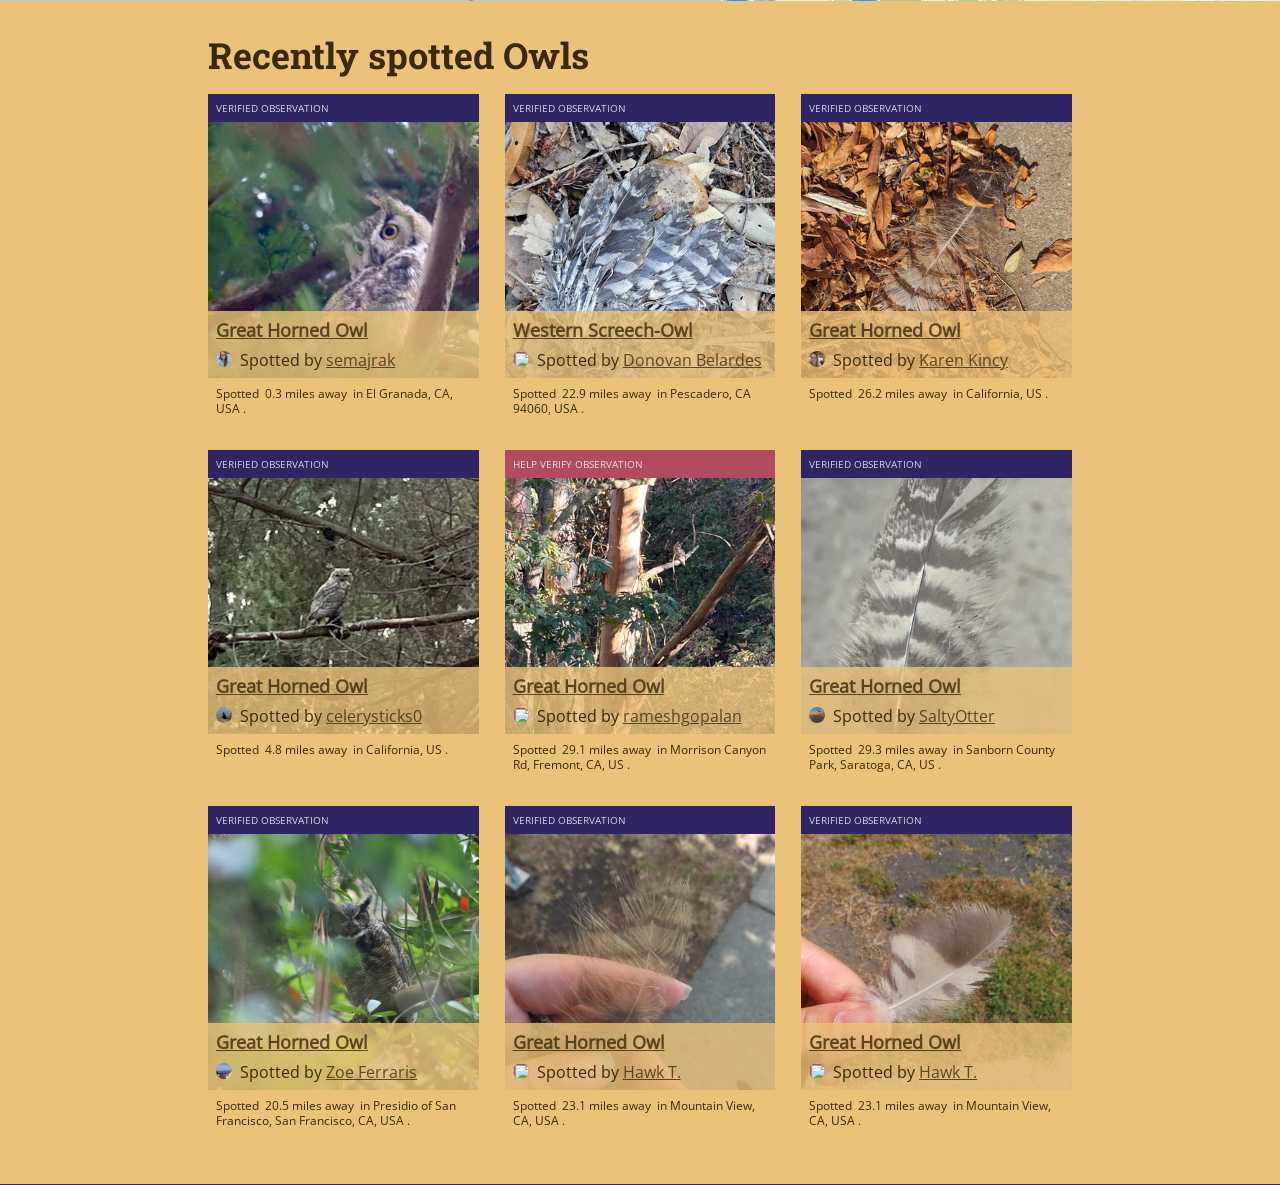 Recently spotted Owls
VERIFIED OBSERVATION
Great Horned Owl
Spotted by semajrak
Spotted 0.3 miles away in El Granada, CA,
USA .
VERIFIED OBSERVATION
Western Screech-Owl
Spotted by Donovan Belardes
Spotted 22.9 miles away in Pescadero, CA
94060, USA .
VERIFIED OBSERVATION
Great Horned Owl
Spotted by Karen Kincy
Spotted 26.2 miles away in California, US .
VERIFIED OBSERVATION
Great Horned Owl
Spotted by celerysticks0
Spotted 4.8 miles away in California, US .
HELP VERIFY OBSERVATION
Great Horned Owl
Spotted by rameshgopalan
Spotted 29.1 miles away in Morrison Canyon
Rd, Fremont, CA, US .
VERIFIED OBSERVATION
Great Horned Owl
Spotted by SaltyOtter
Spotted 29.3 miles away in Sanborn County
Park, Saratoga, CA, US .
VERIFIED OBSERVATION
Great Horned Owl
Spotted by Zoe Ferraris
Spotted 20.5 miles away in Presidio of San
Francisco, San Francisco, CA, USA .
VERIFIED OBSERVATION
Great Horned Owl
Spotted by Hawk T.
Spotted 23.1 miles away in Mountain View,
CA, USA .
VERIFIED OBSERVATION
Great Horned Owl
Spotted by Hawk T.
Spotted 23.1 miles away in Mountain View,
CA, USA .